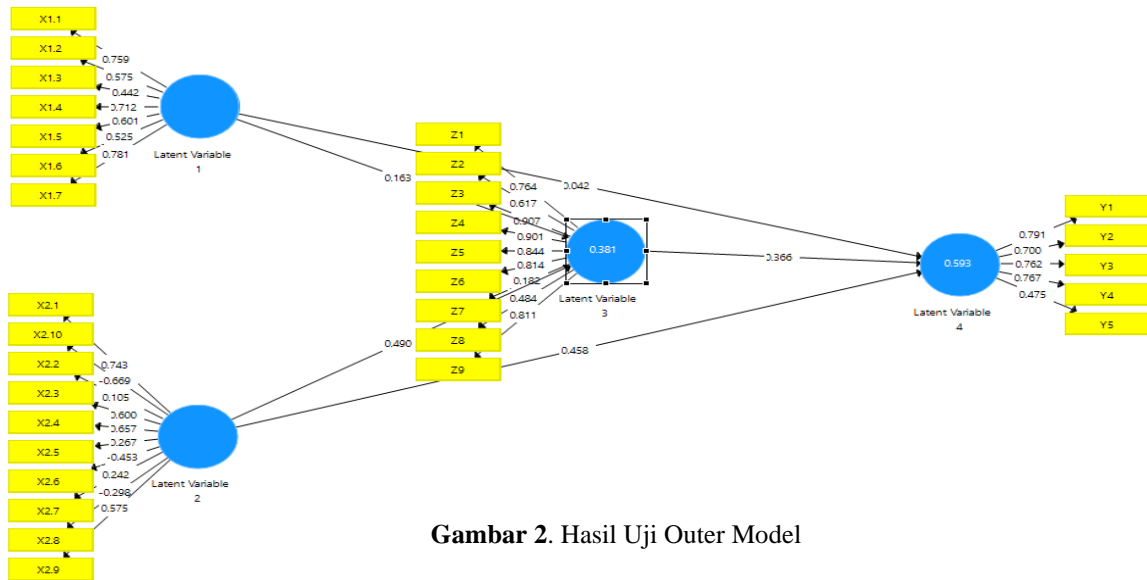 X1.1
X1.2
X1.3
X1.4
X1.5
X1.6
X1.7
0.759
0.575
0.442
0.712
0.601
0.525
0.781
Latent Variable
1
0.163
0.042
Z1
Z2
Z3
Z4
Z5
Z6
Z7
Z8
Z9
0.764
0.617
0.907
0.901
0.844
0.814
0.182
0.484
0.811
0.381
Latent Variable
3
0.366
0.593
Latent Variable
4
0.791
0.700
0.762
0.767
0.475
Y1
Y2
Y3
Y4
Y5
X2.1
X2.10
X2.2
X2.3
X2.4
X2.5
X2.6
X2.7
X2.8
X2.9
0.743
-0.669
0.105
0.600
0.657
0.267
-0.453
0.242
-0.298
0.575
Latent Variable
2
0.490
0.458
Gambar 2. Hasil Uji Outer Model